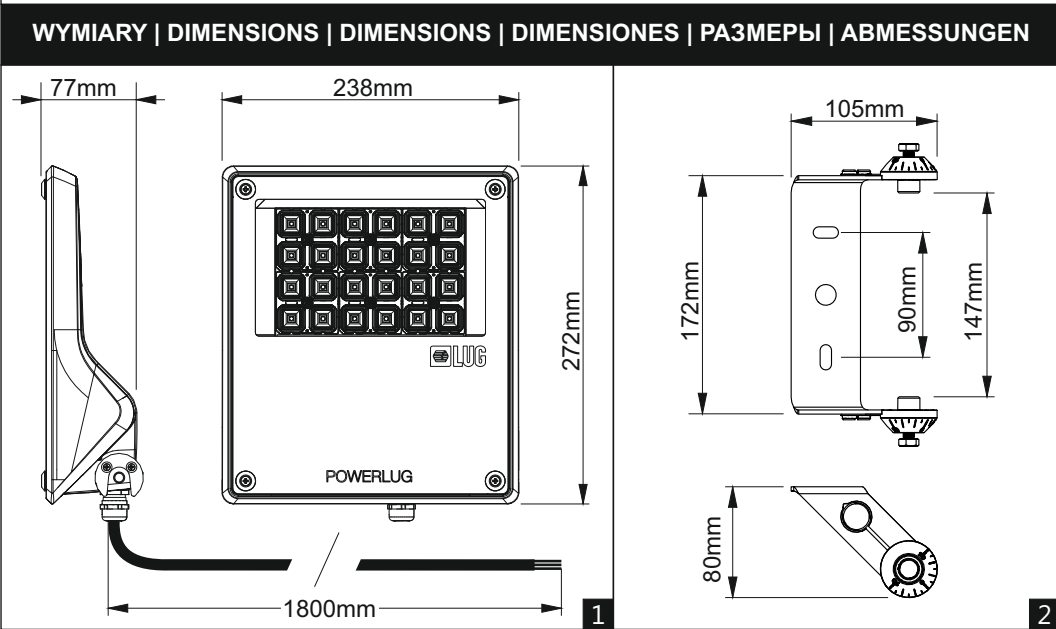 WYMIARY | DIMENSIONS | DIMENSIONS | DIMENSIONES | РАЗМЕРЫ | ABMESSUNGEN
77mm
238mm
272mm
LUG
POWERLUG
1800mm
1
105mm
172mm
90mm
147mm
80mm
2